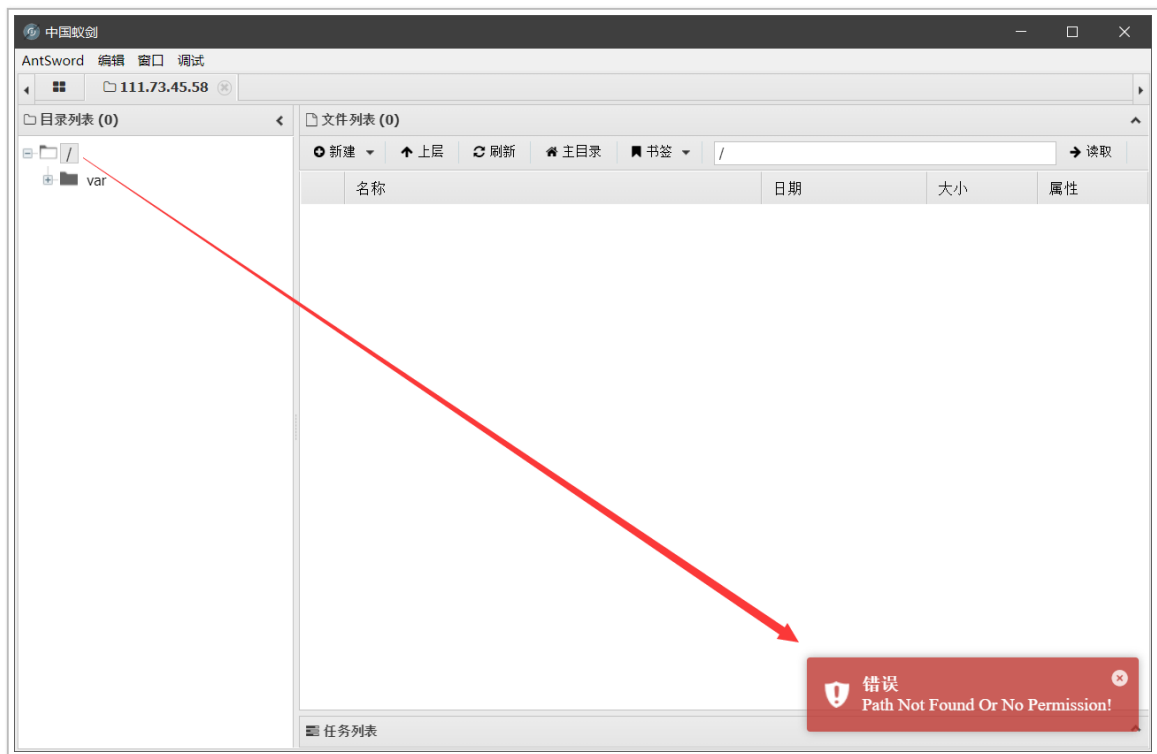 中国蚁剑
AntSword 编辑 窗口 调试
111.73.45.58
目录列表 (0)
文件列表 (0)
新建 上层 刷新 主目录 书签 / 读取
/
var
名称 日期 大小 属性
错误
Path Not Found Or No Permission!
任务列表